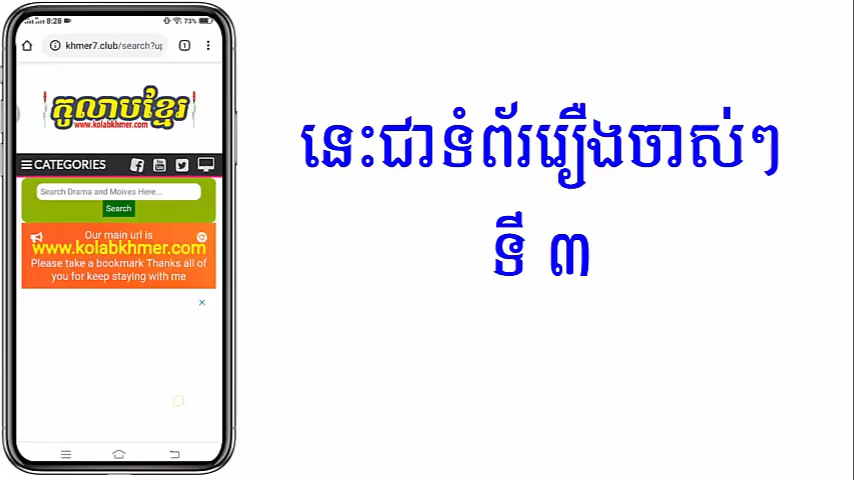 8:28
73%
khmer7.club/search?up
1
កូលាបខ្មែរ
www.kolabkhmer.com
CATEGORIES
Search Drama and Moives Here...
Search
Our main url is
www.kolabkhmer.com
Please take a bookmark Thanks all of
you for keep staying with me
នេះជាទំព័ររឿងចាស់ៗ
ទី ៣